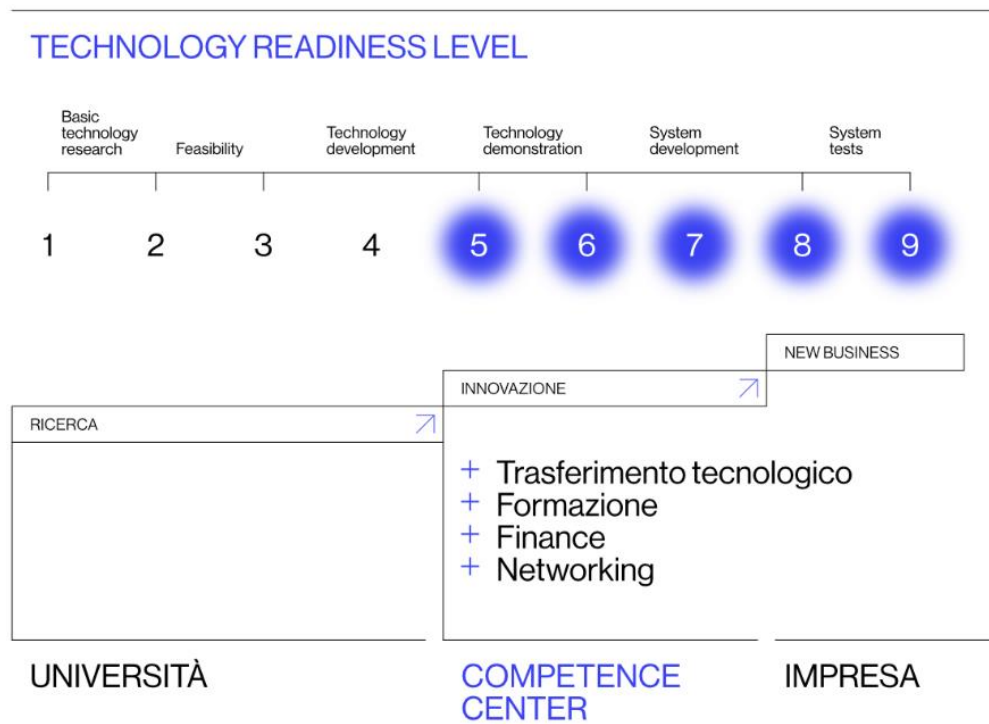 TECHNOLOGY READINESS LEVEL
Basic
technology
research
Feasibility
Technology
development
Technology
demonstration
System
development
System
tests
1 2 3 4 5 6 7 8 9
NEW BUSINESS
INNOVAZIONE
RICERCA
+ Trasferimento tecnologico
+ Formazione
+ Finance
+ Networking
UNIVERSITÀ
COMPETENCE
CENTER
IMPRESA